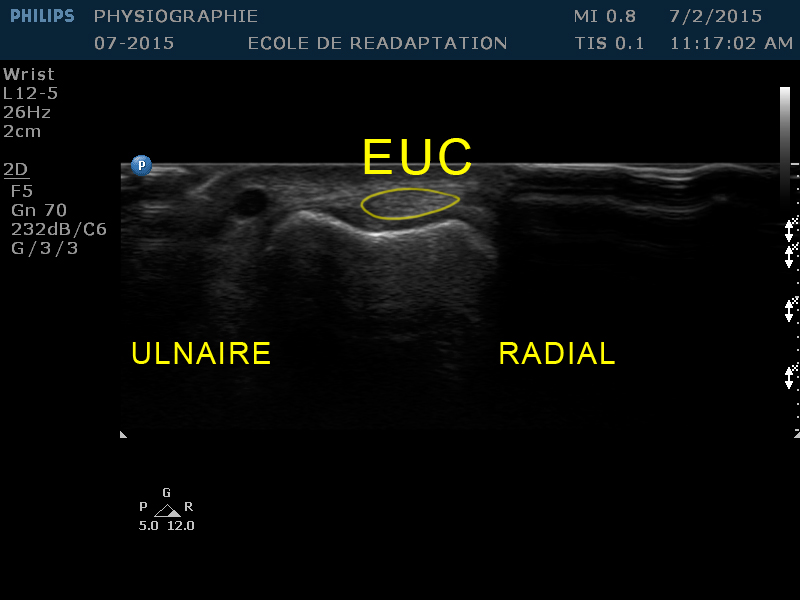 PHILIPS PHYSIOGRAPHIE MI 0.8 7/2/2015
07-2015 ECOLE DE READAPTATION TIS 0.1 11:17:02 AM
Wrist
L12-5
26Hz
2cm
2D
F5
Gn 70
232dB/C6
G/3/3
P
EUC
ULNAIRE RADIAL
G
P R
5.0 12.0